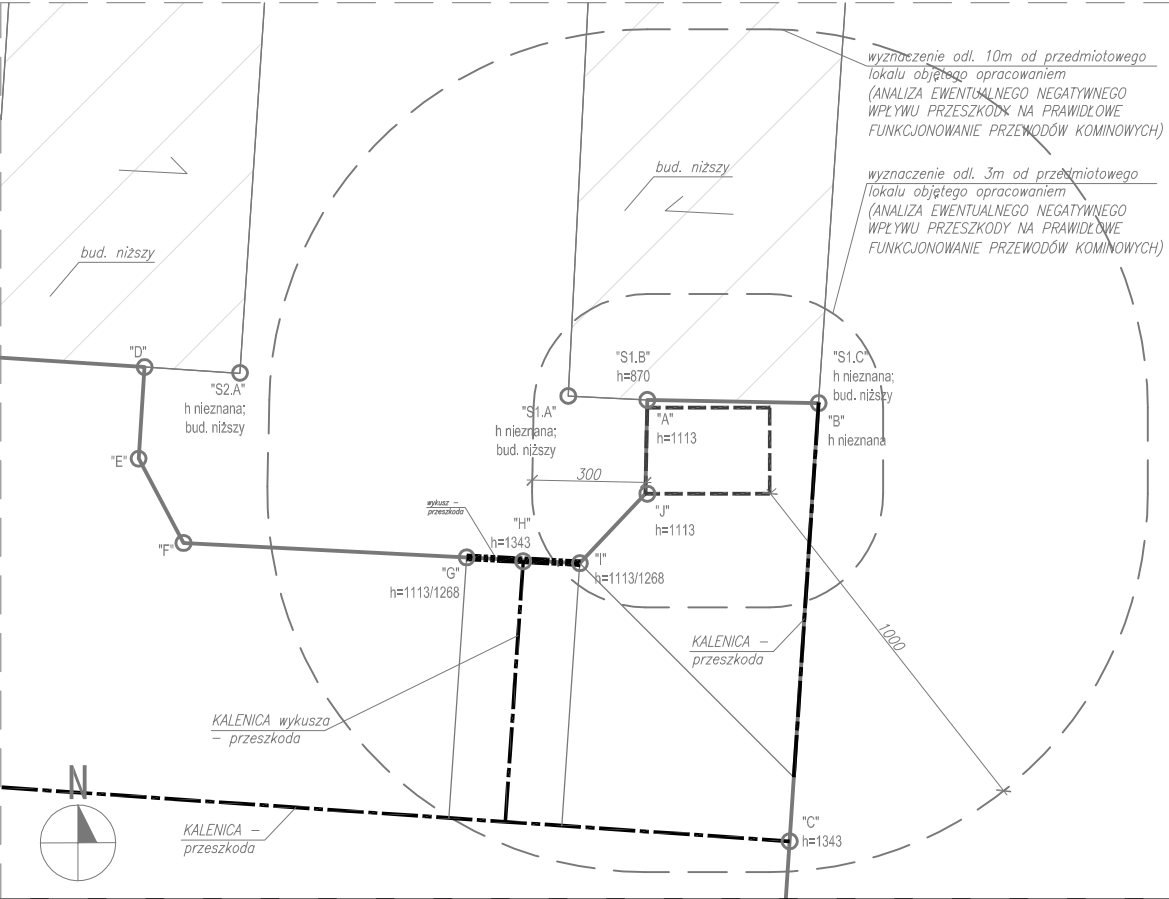 wyznaczenie odl. 10m od przedmiotowego
lokalu objętego opracowaniem
(ANALIZA EWENTUALNEGO NEGATYWNEGO
WPŁYWU PRZESZKODY NA PRAWIDŁOWE
FUNKCJONOWANIE PRZEWODÓW KOMINOWYCH)
wyznaczenie odl. 3m od przedmiotowego
lokalu objętego opracowaniem
(ANALIZA EWENTUALNEGO NEGATYWNEGO
WPŁYWU PRZESZKODY NA PRAWIDŁOWE
FUNKCJONOWANIE PRZEWODÓW KOMINOWYCH)
bud. niższy
bud. niższy
"D"
"S2.A"
h nieznana;
bud. niższy
"S1.B"
h=870
"S1.C"
h nieznana;
bud. niższy
"S1.A"
h nieznana;
bud. niższy
"A"
h=1113
"B"
h nieznana
"E"
300
"J"
h=1113
wykusz –
przeszkoda
"H"
h=1343
"F"
"G"
h=1113/1268
"I"
h=1113/1268
KALENICA –
przeszkoda
1000
KALENICA wykusza
– przeszkoda
N
KALENICA –
przeszkoda
"C"
h=1343